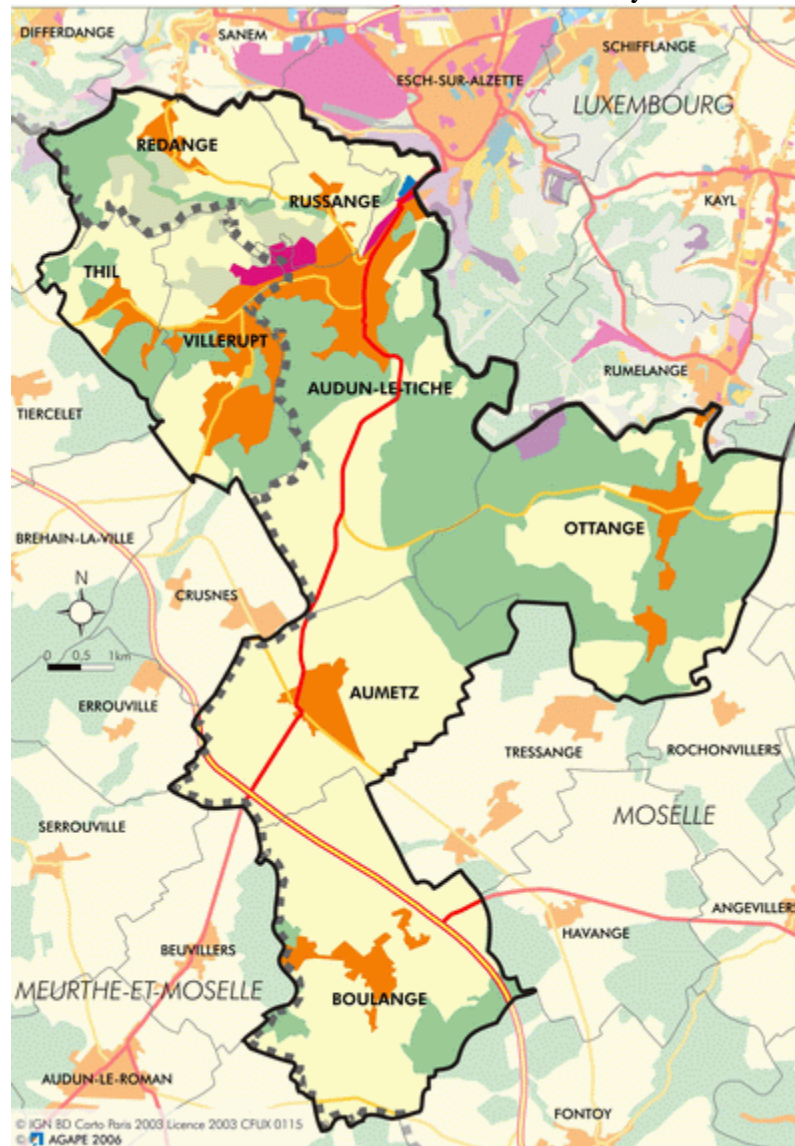 DIFFERDANGE
SANEM
SCHIFFLANGE
ESCH-SUR-ALZETTE
LUXEMBOURG
REDANGE
RUSSANGE
KAYL
THIL
VILLERUPT
RUMELANGE
AUDUN-LE-TICHE
TIERCELET
OTTANGE
BREHAIN-LA-VILLE
N
CRUSNES
0 0,5 1km
AUMETZ
ERROUVILLE
TRESSANGE
ROCHONVILLERS
MOSELLE
SERROUVILLE
ANGEVILLERS
HAVANGE
BEUVILLERS
MEURTHE-ET-MOSELLE
BOULANGE
AUDUN-LE-ROMAN
FONTOY
© IGN BD Carto Paris 2003 Licence 2003 CFUX 0115
© AGAPE 2006